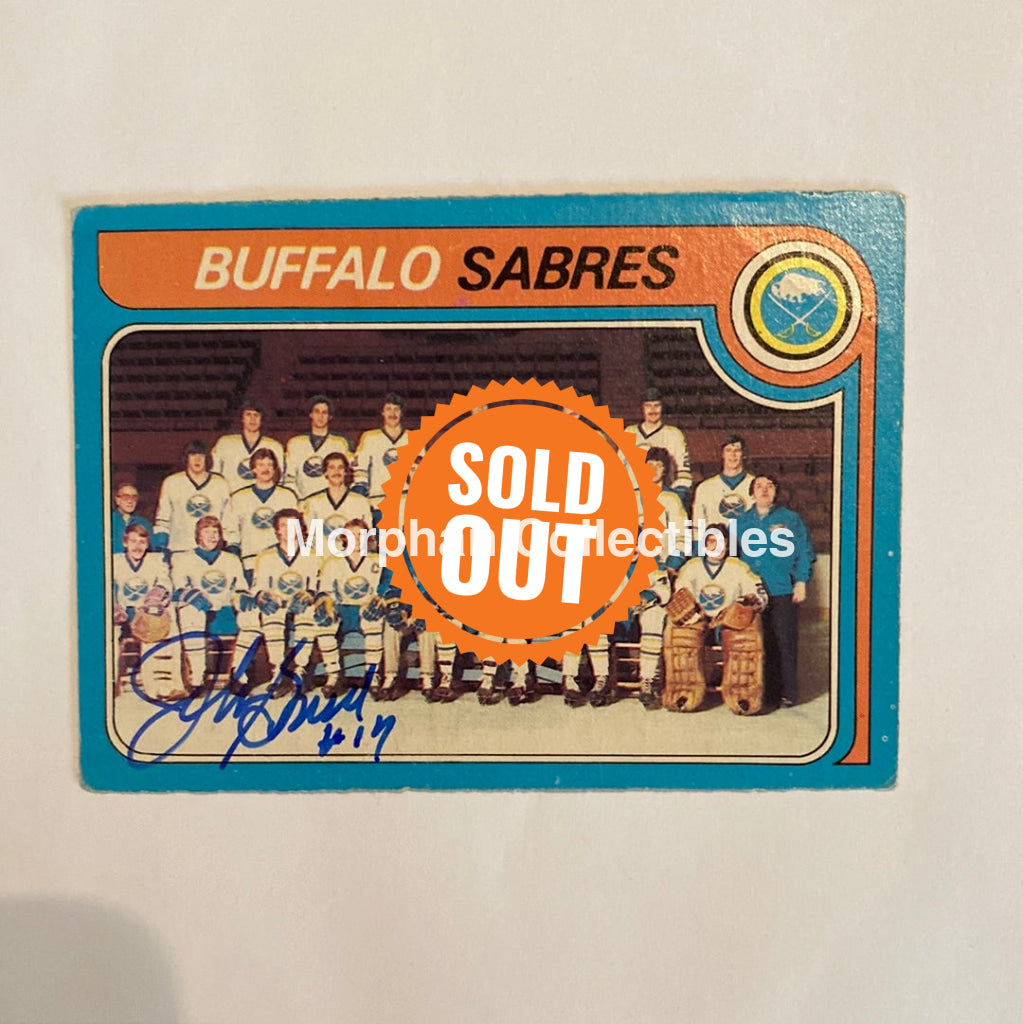 BUFFALO SABRES
SOLD
OUT
Morphan Collectibles
#17